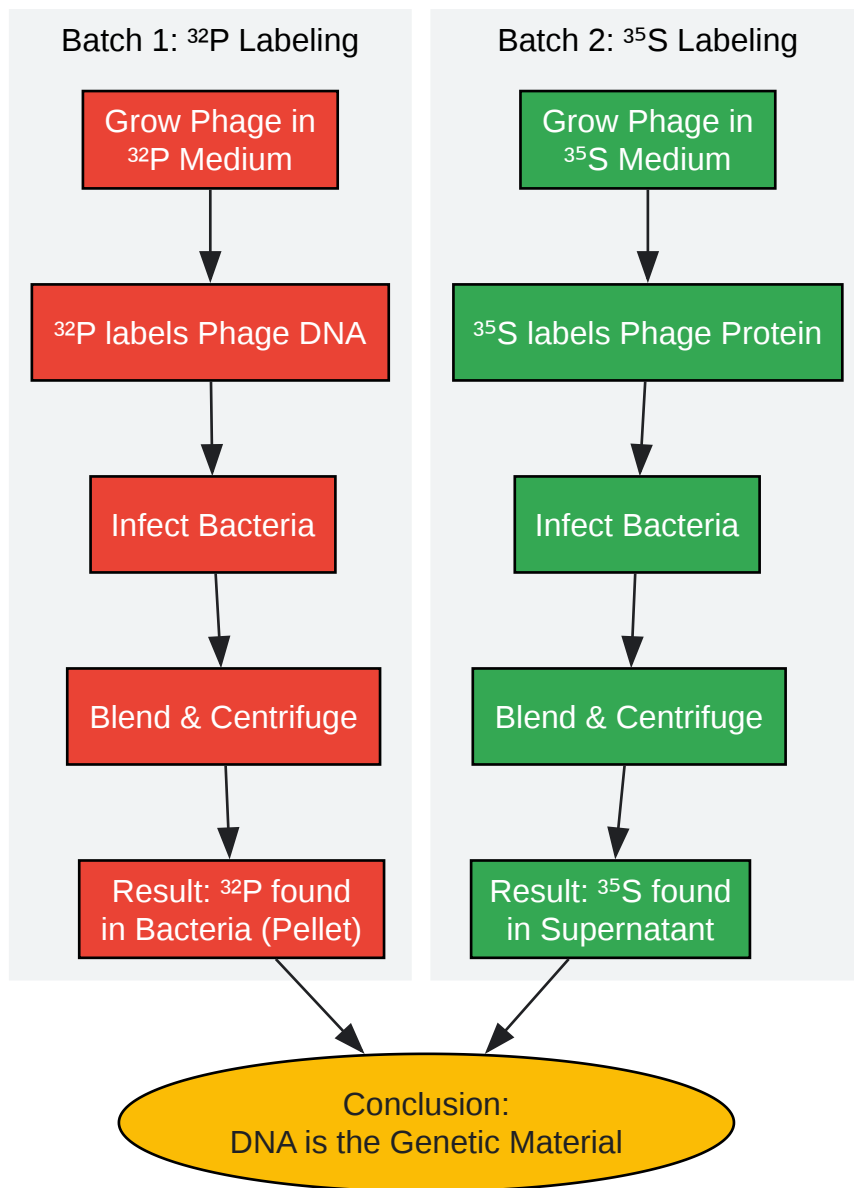 Batch 1: ³²P Labeling
Grow Phage in
³²P Medium
³²P labels Phage DNA
Infect Bacteria
Blend & Centrifuge
Result: ³²P found
in Bacteria (Pellet)
Batch 2: ³⁵S Labeling
Grow Phage in
³⁵S Medium
³⁵S labels Phage Protein
Infect Bacteria
Blend & Centrifuge
Result: ³⁵S found
in Supernatant
Conclusion:
DNA is the Genetic Material